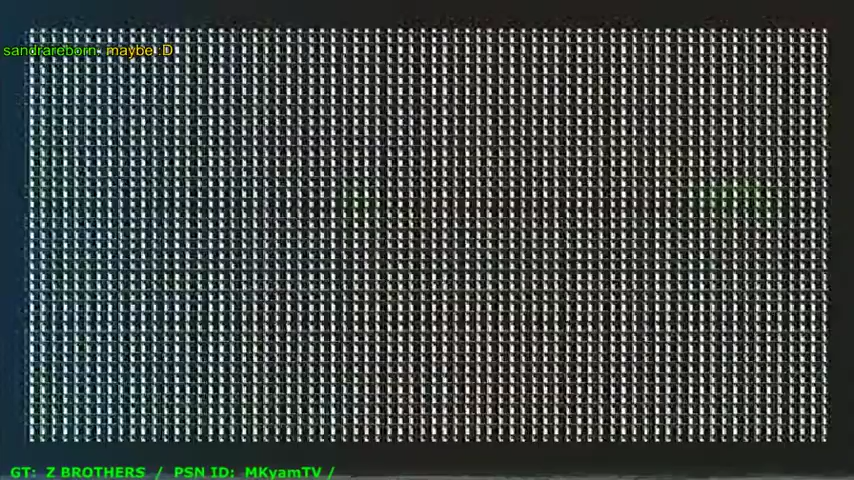 sandrareborn: maybe :D
GT: Z BROTHERS / PSN ID: MKyamTV /